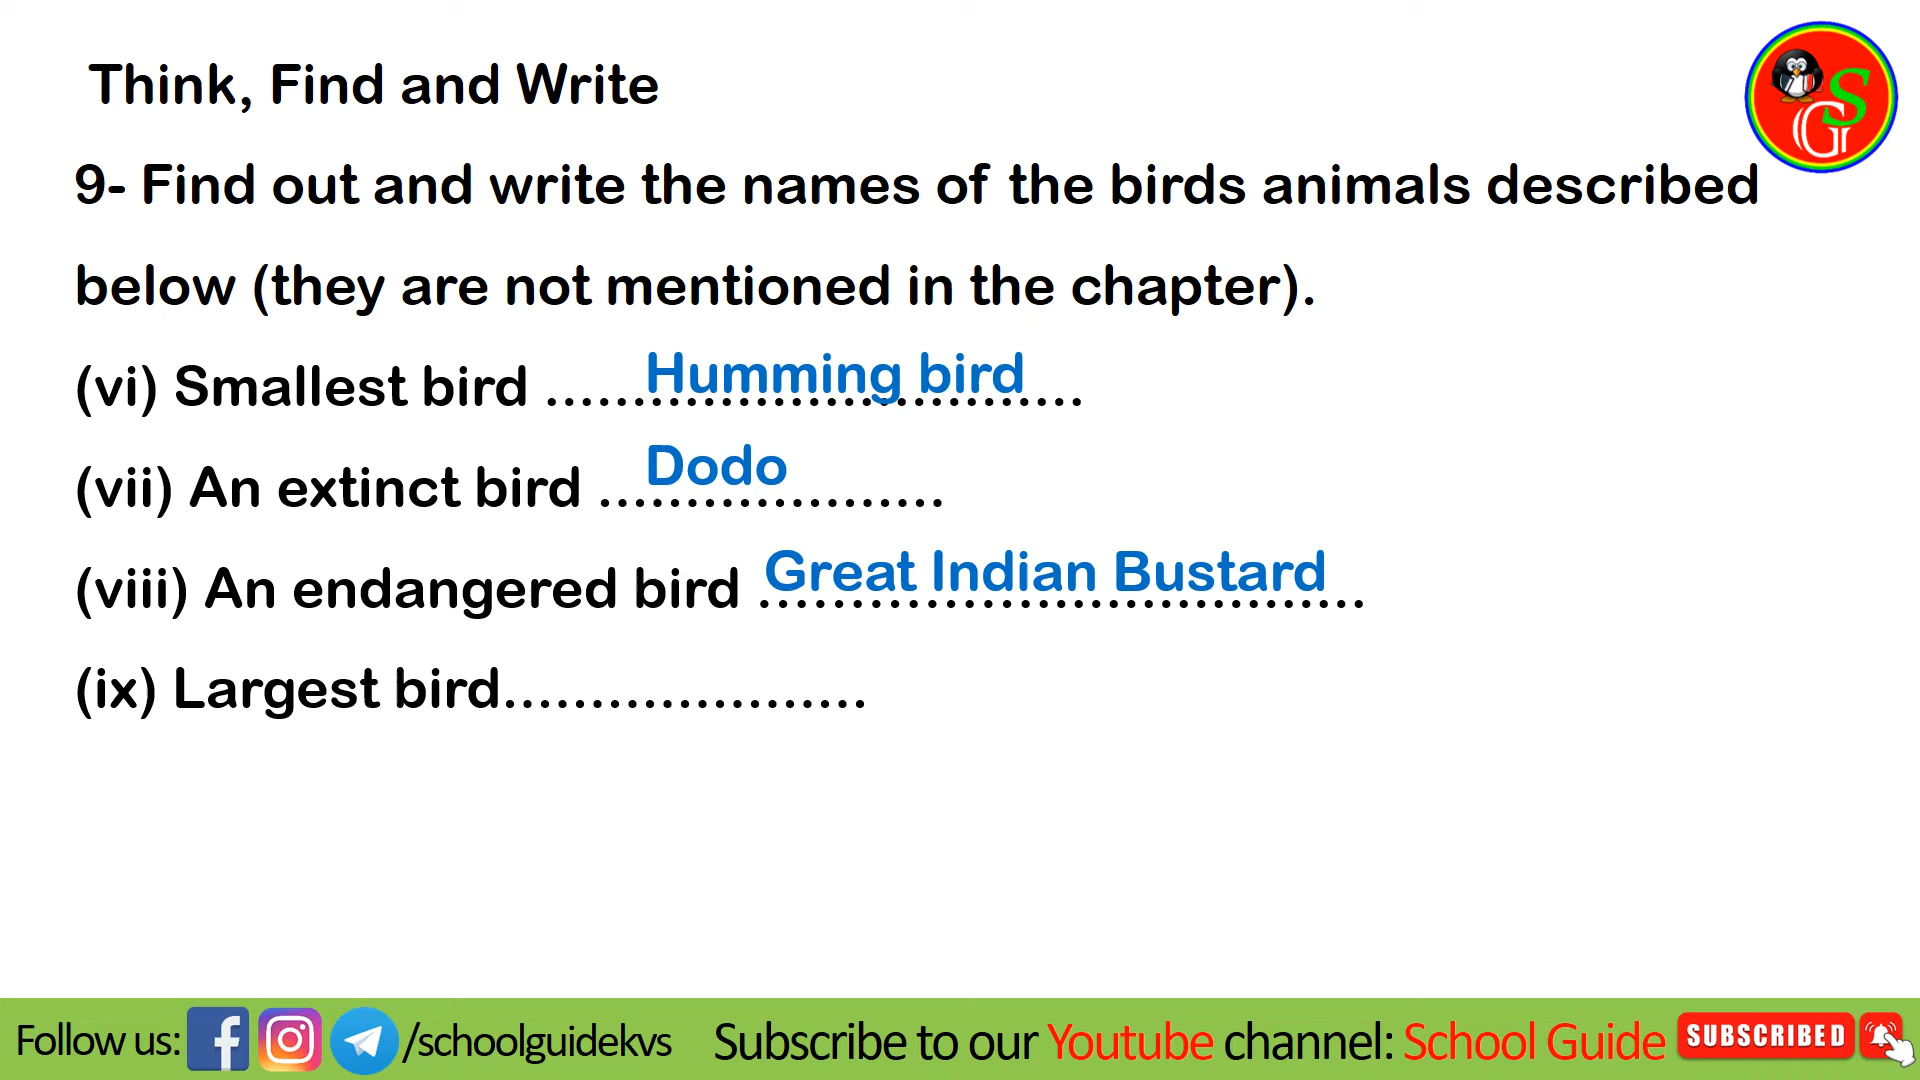 Think, Find and Write
9- Find out and write the names of the birds animals described
below (they are not mentioned in the chapter).
(vi) Smallest bird ............................... Humming bird
(vii) An extinct bird .................... Dodo
(viii) An endangered bird .................................. Great Indian Bustard
(ix) Largest bird.....................
SG
Follow us: /schoolguidekvs Subscribe to our Youtube channel: School Guide SUBSCRIBED